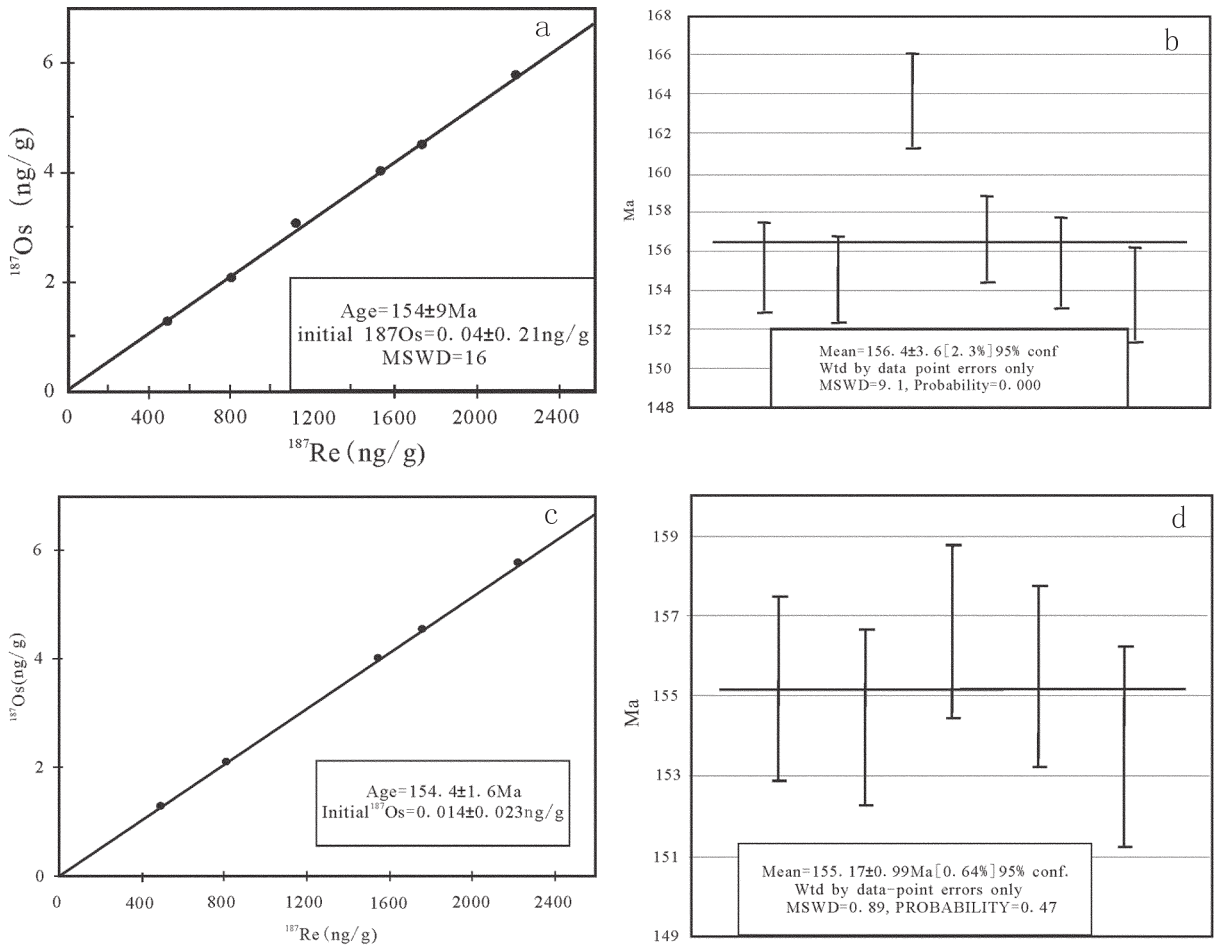 a
6
4
2
0
¹⁸⁷Os (ng/g)
Age=154±9Ma
initial 187Os=0. 04±0. 21ng/g
MSWD=16
0 400 800 1200 1600 2000 2400
¹⁸⁷Re(ng/g)
b
168
166
164
162
160
158
156
154
152
150
148
Ma
Mean=156. 4±3. 6[2. 3%]95% conf
Wtd by data point errors only
MSWD=9. 1, Probability=0. 000
c
6
4
2
0
¹⁸⁷Os(ng/g)
Age=154. 4±1. 6Ma
Initial¹⁸⁷Os=0. 014±0. 023ng/g
0 400 800 1200 1600 2000 2400
¹⁸⁷Re(ng/g)
d
159
157
155
153
151
149
Ma
Mean=155. 17±0. 99Ma[0. 64%]95% conf.
Wtd by data-point errors only
MSWD=0. 89, PROBABILITY=0. 47